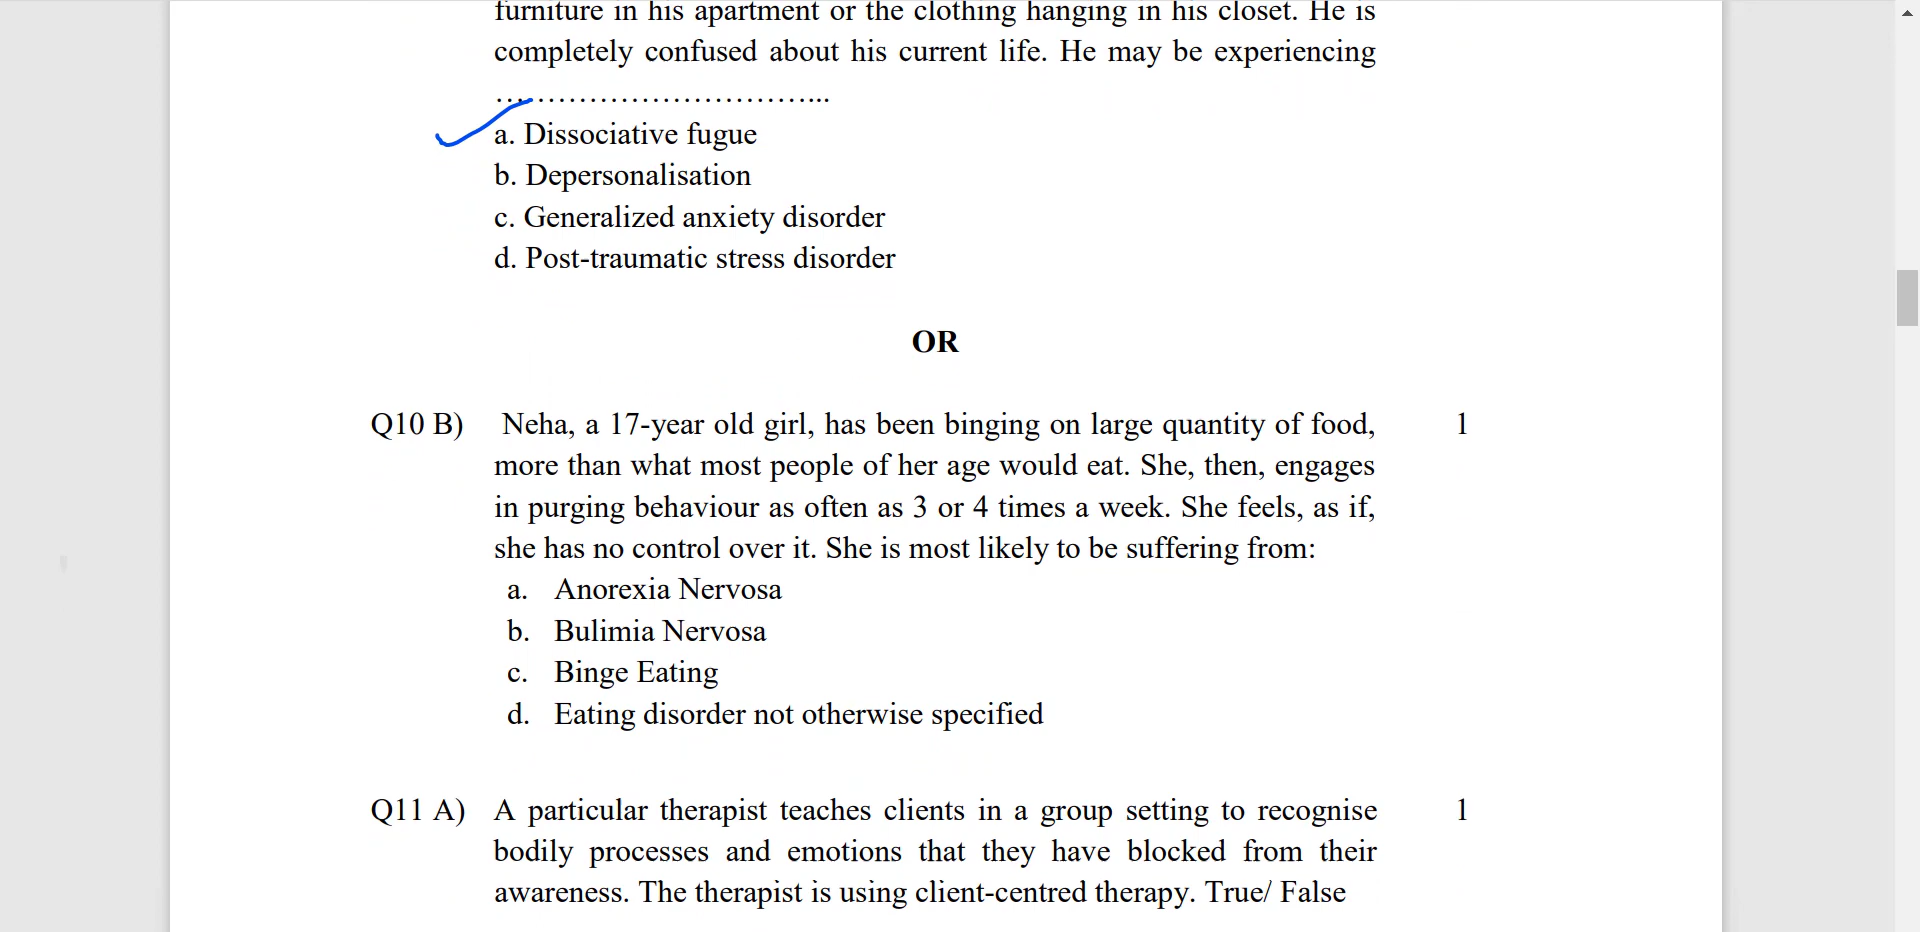 furniture in his apartment or the clothing hanging in his closet. He is
completely confused about his current life. He may be experiencing
……………………………...
a. Dissociative fugue
b. Depersonalisation
c. Generalized anxiety disorder
d. Post-traumatic stress disorder
OR
Q10 B) Neha, a 17-year old girl, has been binging on large quantity of food, 1
more than what most people of her age would eat. She, then, engages
in purging behaviour as often as 3 or 4 times a week. She feels, as if,
she has no control over it. She is most likely to be suffering from:
a. Anorexia Nervosa
b. Bulimia Nervosa
c. Binge Eating
d. Eating disorder not otherwise specified
Q11 A) A particular therapist teaches clients in a group setting to recognise 1
bodily processes and emotions that they have blocked from their
awareness. The therapist is using client-centred therapy. True/ False